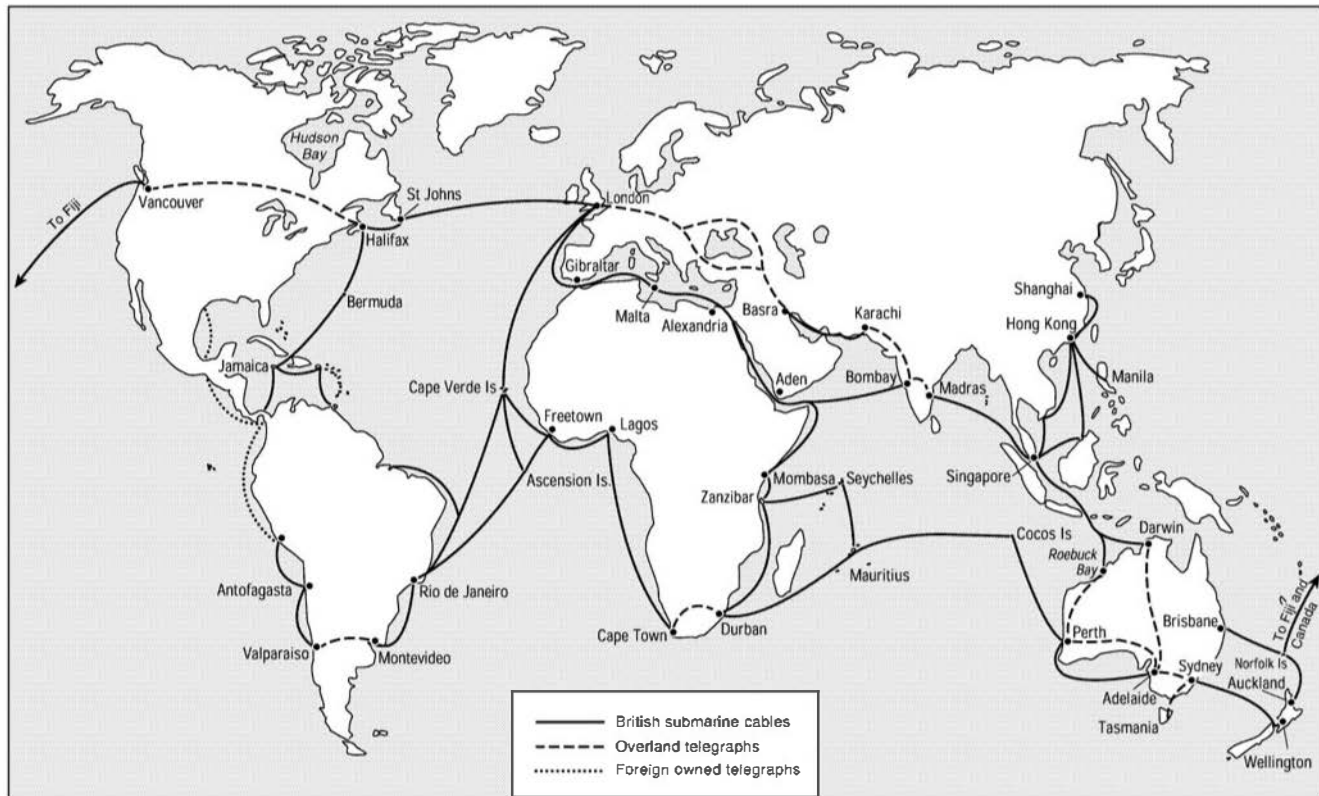 Hudson
Bay
To Fiji
Vancouver
St Johns
Halifax
London
Bermuda
Gibraltar
Malta
Alexandria
Basra
Karachi
Shanghai
Hong Kong
Jamaica
Cape Verde Is
Aden
Bombay
Madras
Manila
Freetown
Lagos
Ascension Is.
Singapore
Mombasa
Seychelles
Zanzibar
Cocos Is
Darwin
Roebuck
Bay
Mauritius
Antofagasta
Rio de Janeiro
Valparaiso
Montevideo
Cape Town
Durban
Perth
Brisbane
To Fiji and
Canada
Norfolk Is
Sydney
Auckland
Adelaide
Tasmania
Wellington
British submarine cables
Overland telegraphs
Foreign owned telegraphs